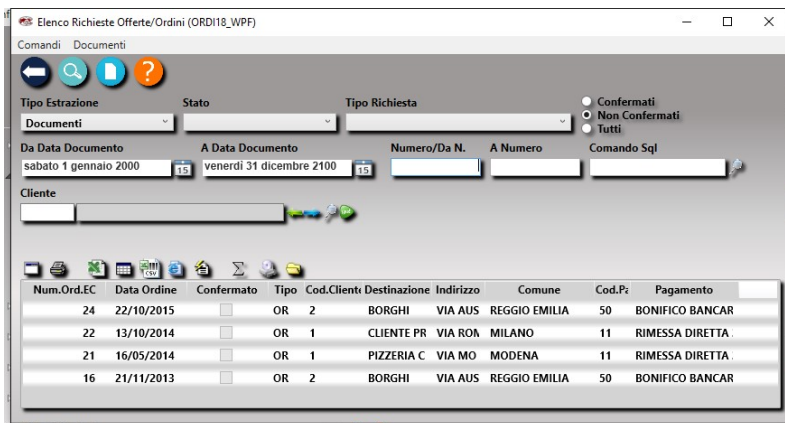 Elenco Richieste Offerte/Ordini (ORDI18_WPF)
Comandi Documenti
Tipo Estrazione Stato Tipo Richiesta Confermati
Documenti Non Confermati
Tutti
Da Data Documento A Data Documento Numero/Da N. A Numero Comando Sql
sabato 1 gennaio 2000 15 venerdì 31 dicembre 2100 15
Cliente
Num.Ord.EC Data Ordine Confermato Tipo Cod.Cliente Destinazione Indirizzo Comune Cod.Pa Pagamento
24 22/10/2015 OR 2 BORGHI VIA AUS REGGIO EMILIA 50 BONIFICO BANCAR
22 13/10/2014 OR 1 CLIENTE PR VIA ROM MILANO 11 RIMESSA DIRETTA
21 16/05/2014 OR 1 PIZZERIA C VIA MO MODENA 11 RIMESSA DIRETTA
16 21/11/2013 OR 2 BORGHI VIA AUS REGGIO EMILIA 50 BONIFICO BANCAR